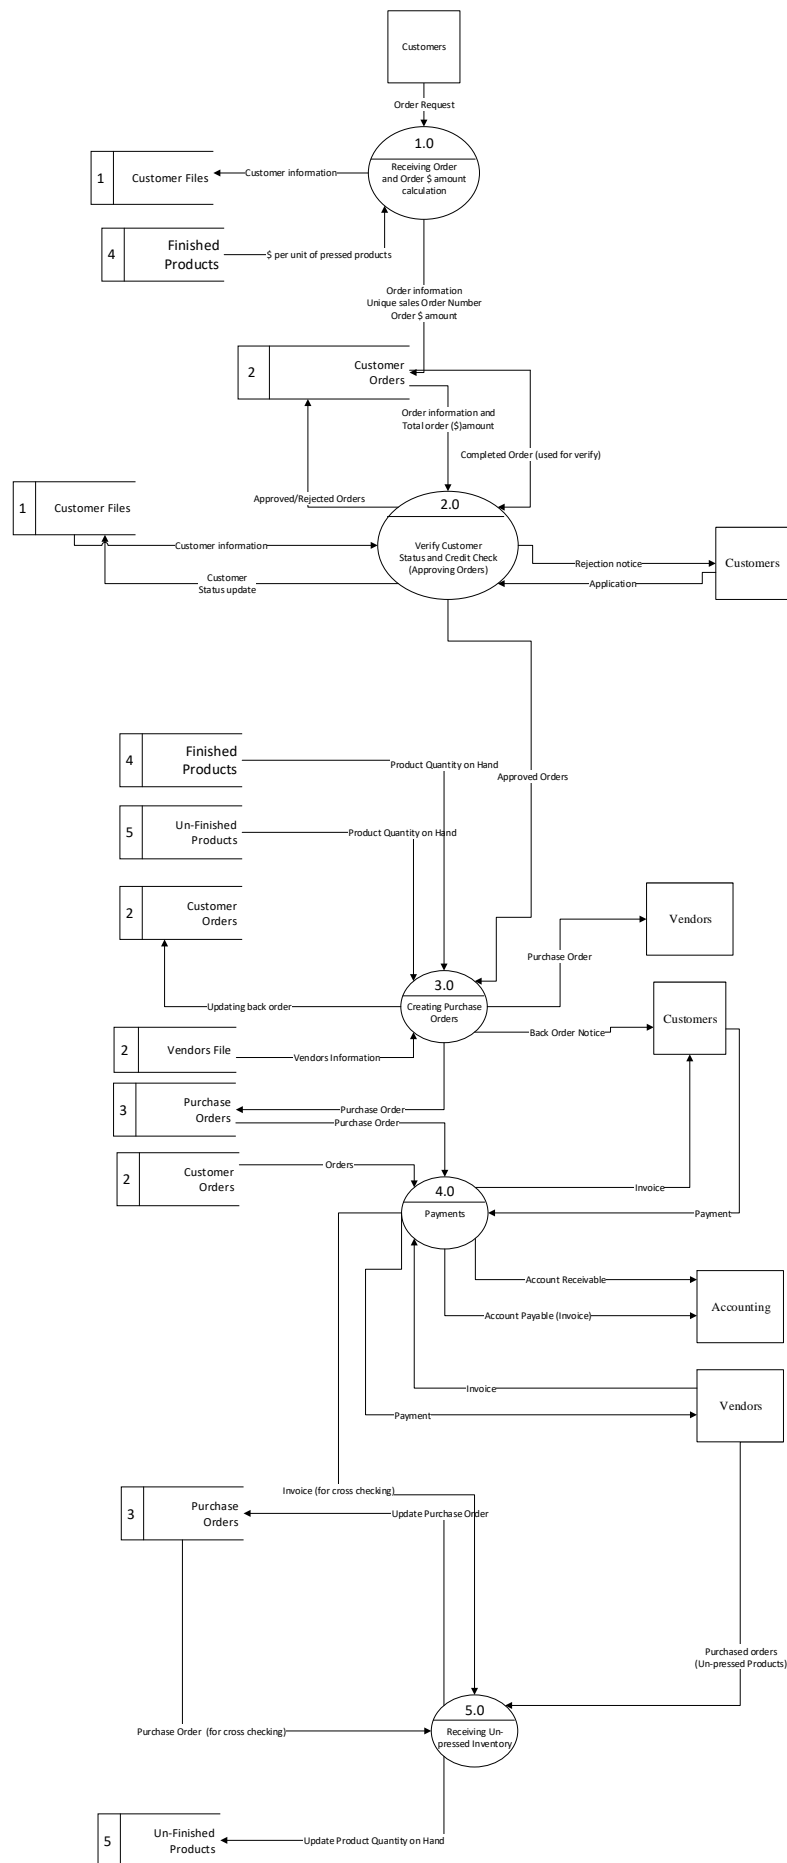 Customers
Order Request
1.0
Receiving Order
and Order $ amount
calculation
1
Customer Files
Customer information
4
Finished
Products
$ per unit of pressed products
Order information
Unique sales Order Number
Order $ amount
2
Customer
Orders
Order information and
Total order ($)amount
Completed Order (used for verify)
Approved/Rejected Orders
2.0
Verify Customer
Status and Credit Check
(Approving Orders)
1
Customer Files
Customer information
Customer
Status update
Rejection notice
Application
Customers
4
Finished
Products
Product Quantity on Hand
Approved Orders
5
Un-Finished
Products
Product Quantity on Hand
2
Customer
Orders
Vendors
Purchase Order
3.0
Creating Purchase
Orders
Updating back order
Back Order Notice
Customers
2
Vendors File
Vendors Information
3
Purchase
Orders
Purchase Order
Purchase Order
2
Customer
Orders
Orders
4.0
Payments
Invoice
Payment
Account Receivable
Account Payable (Invoice)
Accounting
Invoice
Payment
Vendors
Invoice (for cross checking)
3
Purchase
Orders
Update Purchase Order
Purchased orders
(Un-pressed Products)
5.0
Receiving Un-
pressed Inventory
Purchase Order  (for cross checking)
5
Un-Finished
Products
Update Product Quantity on Hand